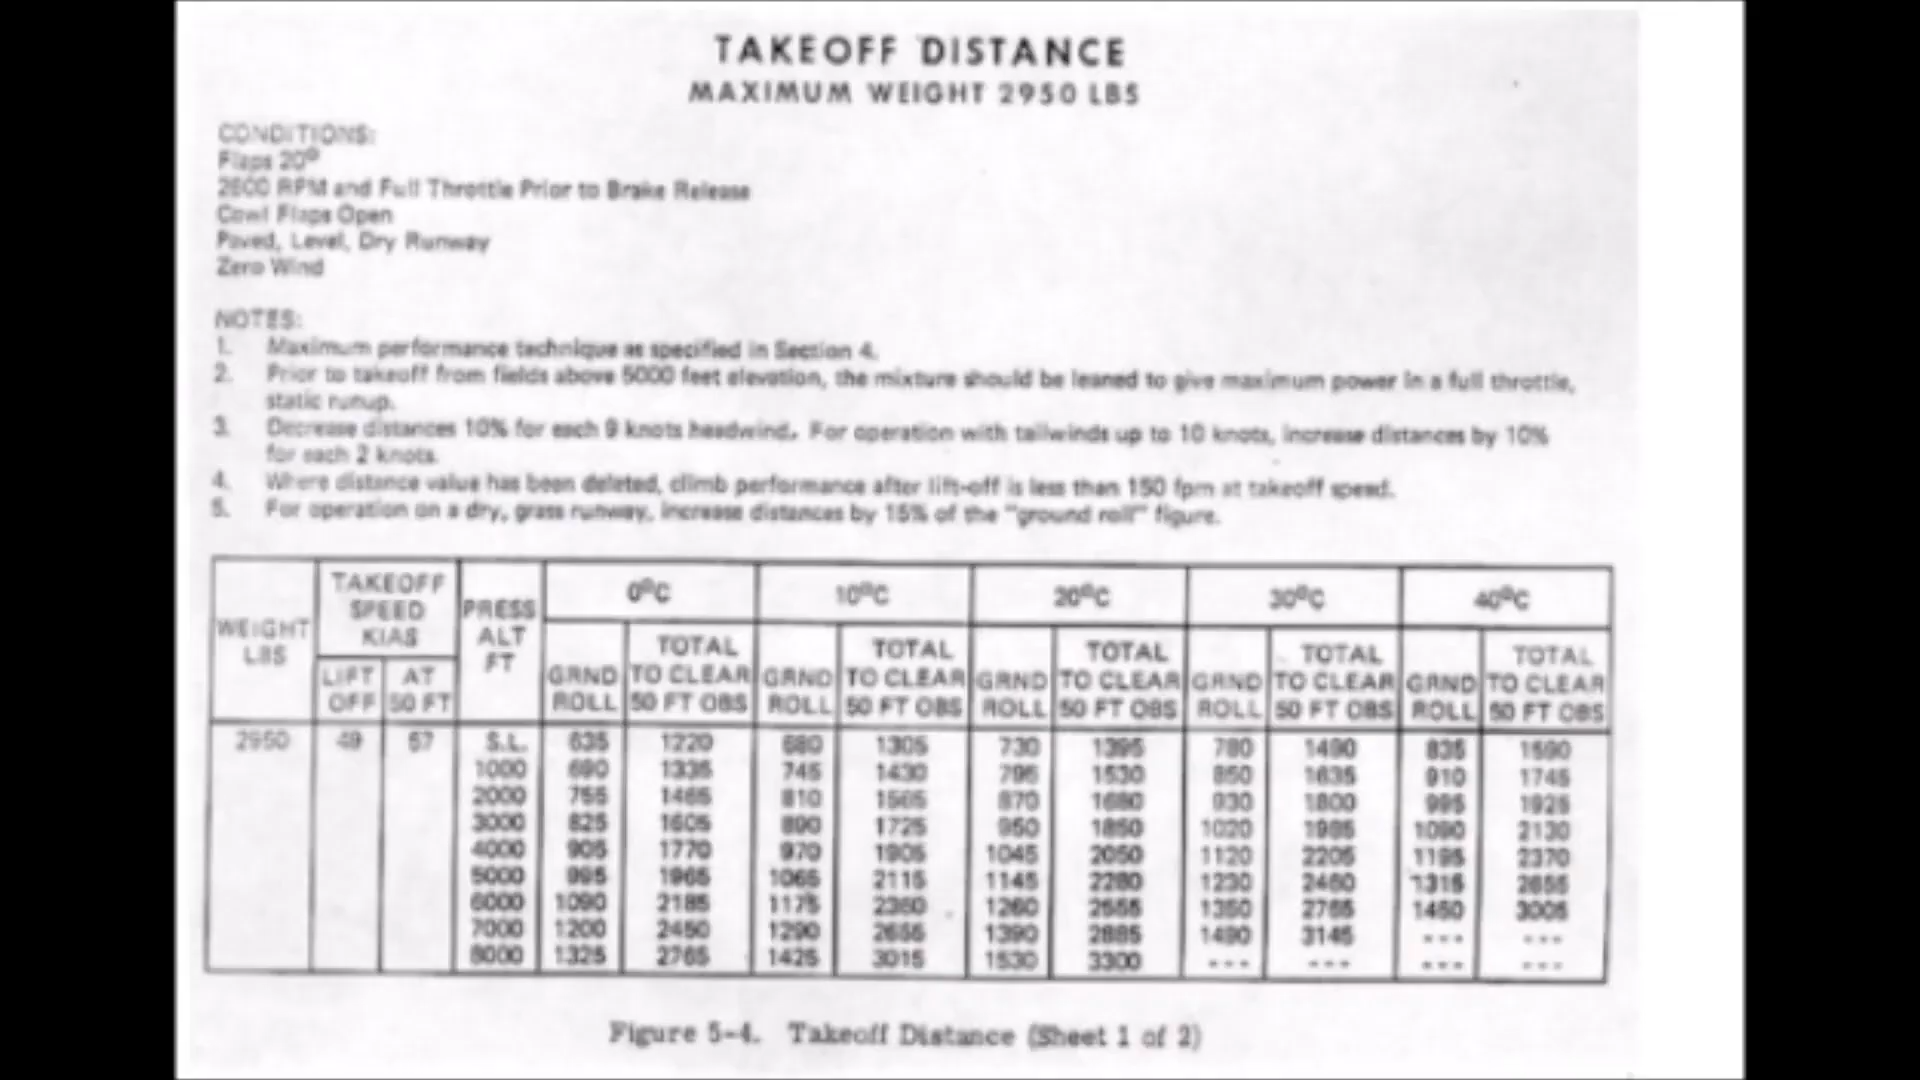 TAKEOFF DISTANCE
MAXIMUM WEIGHT 2950 LBS
CONDITIONS:
Flaps 20°
2600 RPM and Full Throttle Prior to Brake Release
Cowl Flaps Open
Paved, Level, Dry Runway
Zero Wind
NOTES:
1. Maximum performance technique as specified in Section 4.
2. Prior to takeoff from fields above 5000 feet elevation, the mixture should be leaned to give maximum power in a full throttle,
static runup.
3. Decrease distances 10% for each 9 knots headwind. For operation with tailwinds up to 10 knots, increase distances by 10%
for each 2 knots.
4. Where distance value has been deleted, climb performance after lift-off is less than 150 fpm at takeoff speed.
5. For operation on a dry, grass runway, increase distances by 15% of the "ground roll" figure.
WEIGHT LBS
TAKEOFF SPEED KIAS
LIFT OFF
AT 50 FT
PRESS ALT FT
0°C 10°C 20°C 30°C 40°C
GRND ROLL TOTAL TO CLEAR 50 FT OBS GRND ROLL TOTAL TO CLEAR 50 FT OBS GRND ROLL TOTAL TO CLEAR 50 FT OBS GRND ROLL TOTAL TO CLEAR 50 FT OBS GRND ROLL TOTAL TO CLEAR 50 FT OBS
2950 49 57 S.L. 635 1220 680 1305 730 1395 780 1490 835 1590
1000 690 1335 745 1430 795 1530 850 1635 910 1745
2000 755 1465 810 1565 870 1680 930 1800 995 1925
3000 825 1605 890 1725 950 1850 1020 1985 1090 2130
4000 905 1770 970 1905 1045 2050 1120 2205 1195 2370
5000 995 1965 1065 2115 1145 2280 1230 2460 1315 2655
6000 1090 2185 1175 2360 1260 2555 1350 2765 1450 3005
7000 1200 2450 1290 2655 1390 2885 1490 3145 --- ---
8000 1325 2765 1425 3015 1530 3300 --- --- --- ---
Figure 5-4. Takeoff Distance (Sheet 1 of 2)